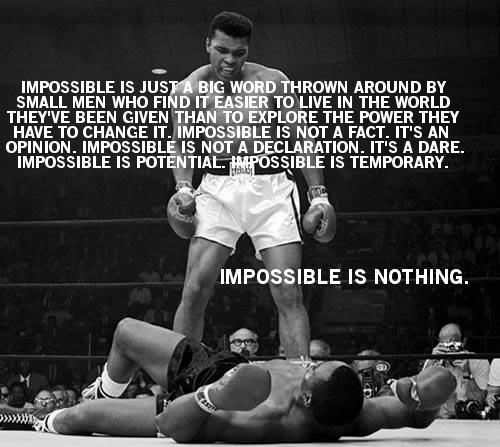 IMPOSSIBLE IS JUST A BIG WORD THROWN AROUND BY
SMALL MEN WHO FIND IT EASIER TO LIVE IN THE WORLD
THEY'VE BEEN GIVEN THAN TO EXPLORE THE POWER THEY
HAVE TO CHANGE IT. IMPOSSIBLE IS NOT A FACT. IT'S AN
OPINION. IMPOSSIBLE IS NOT A DECLARATION. IT'S A DARE.
IMPOSSIBLE IS POTENTIAL. IMPOSSIBLE IS TEMPORARY.
EVERLAST
IMPOSSIBLE IS NOTHING.